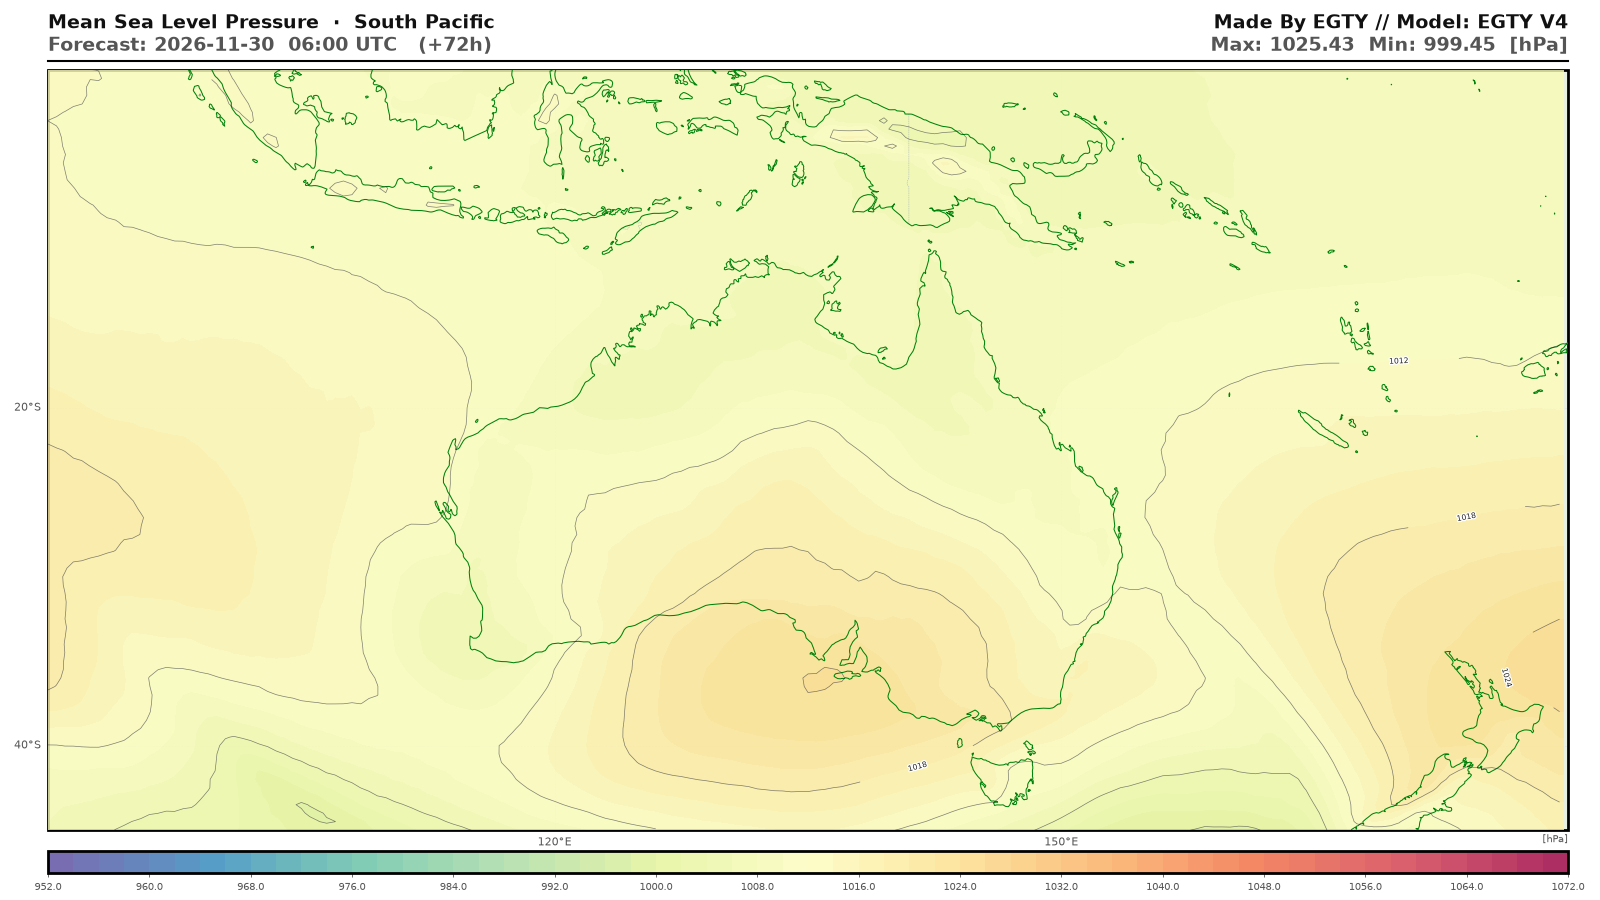 Mean Sea Level Pressure · South Pacific
Made By EGTY // Model: EGTY V4
Forecast: 2026-11-30 06:00 UTC (+72h)
Max: 1025.43 Min: 999.45 [hPa]
1012
20°S
1018
1024
40°S
1018
120°E
150°E
[hPa]
952.0 960.0 968.0 976.0 984.0 992.0 1000.0 1008.0 1016.0 1024.0 1032.0 1040.0 1048.0 1056.0 1064.0 1072.0